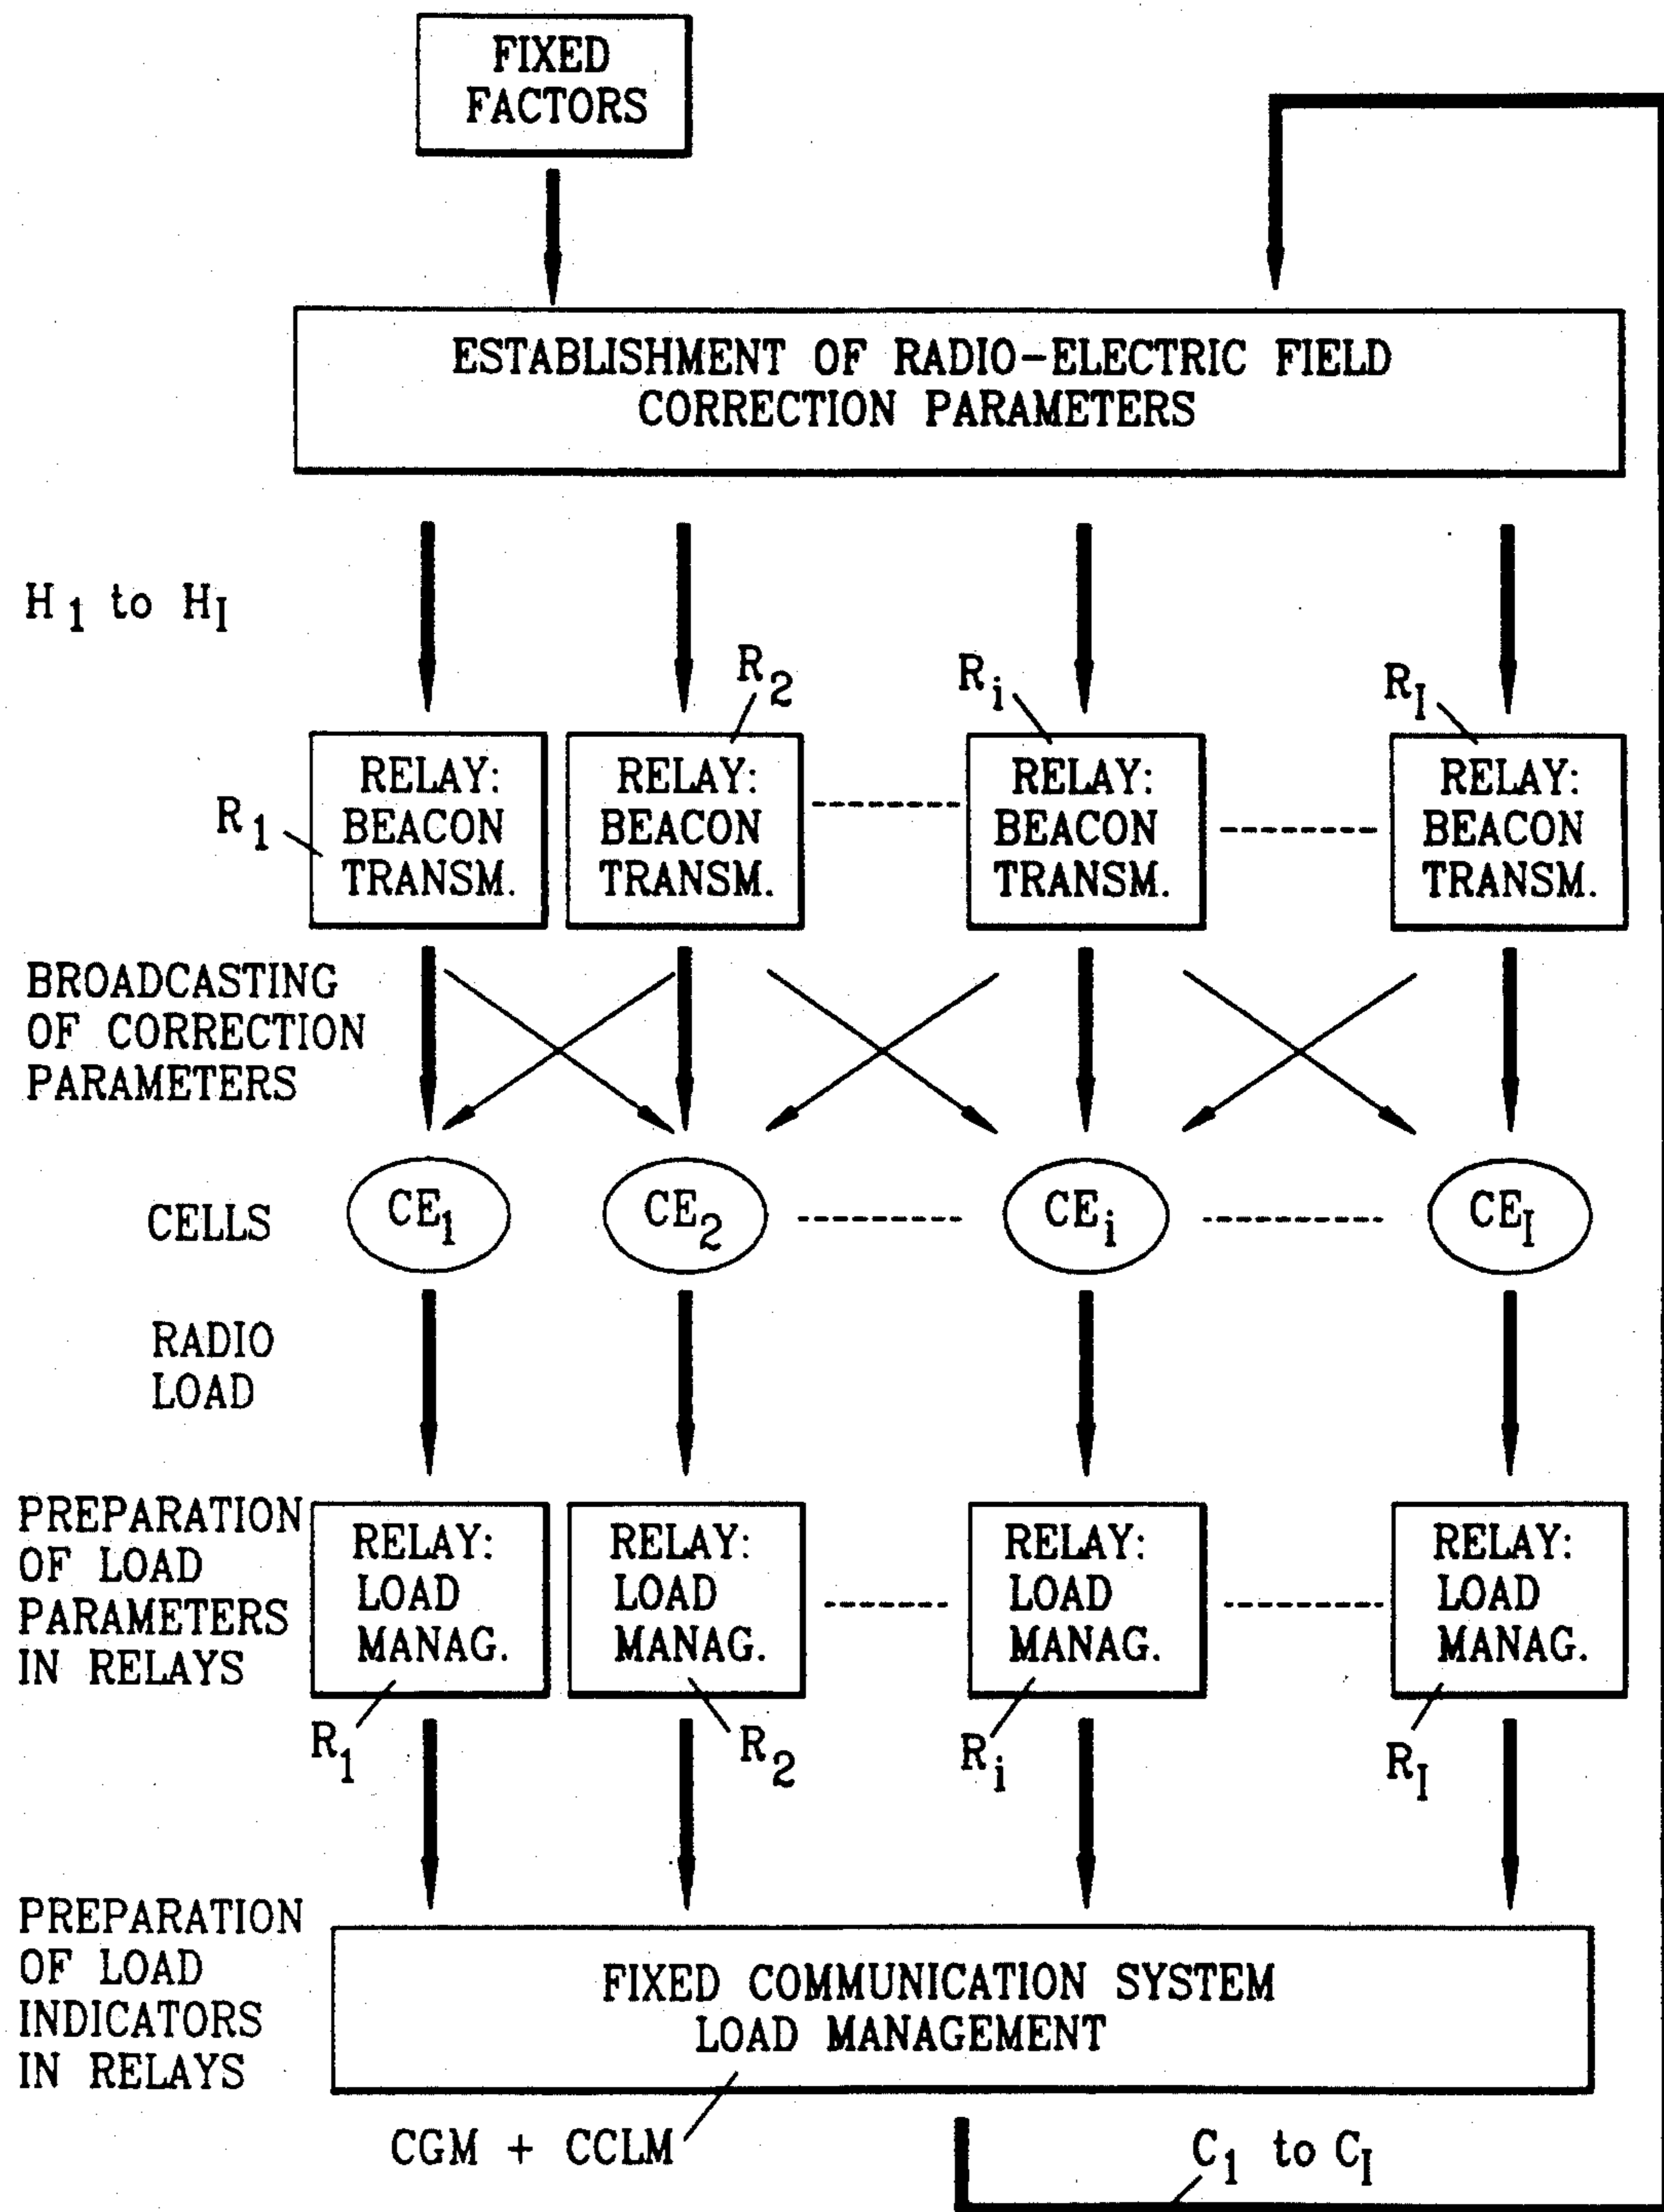 FIXED
FACTORS
ESTABLISHMENT OF RADIO-ELECTRIC FIELD
CORRECTION PARAMETERS
H1 to HI
R1
R2
Ri
RI
RELAY:
BEACON
TRANSM.
RELAY:
BEACON
TRANSM.
RELAY:
BEACON
TRANSM.
RELAY:
BEACON
TRANSM.
BROADCASTING
OF CORRECTION
PARAMETERS
CELLS
CE1
CE2
CEi
CEI
RADIO
LOAD
PREPARATION
OF LOAD
PARAMETERS
IN RELAYS
RELAY:
LOAD
MANAG.
RELAY:
LOAD
MANAG.
RELAY:
LOAD
MANAG.
RELAY:
LOAD
MANAG.
R1
R2
Ri
RI
PREPARATION
OF LOAD
INDICATORS
IN RELAYS
FIXED COMMUNICATION SYSTEM
LOAD MANAGEMENT
CGM + CCLM
C1 to CI